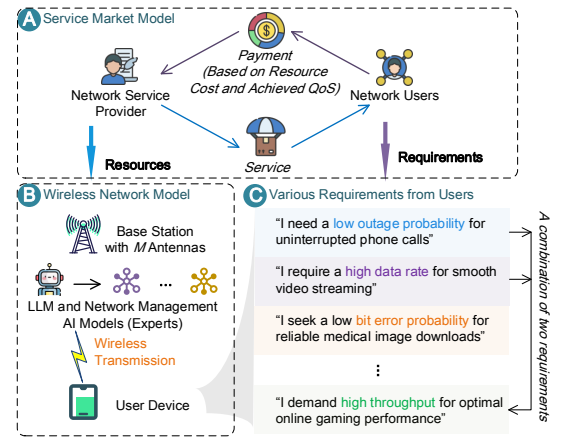 A Service Market Model
Payment
(Based on Resource
Cost and Achieved QoS)
Network Service
Provider
Network Users
Service
Resources
Requirements
B Wireless Network Model
Base Station
with M Antennas
...
LLM and Network Management
AI Models (Experts)
Wireless
Transmission
User Device
C Various Requirements from Users
“I need a low outage probability for
uninterrupted phone calls”
“I require a high data rate for smooth
video streaming”
“I seek a low bit error probability for
reliable medical image downloads”
⋮
“I demand high throughput for optimal
online gaming performance”
A combination of two requirements